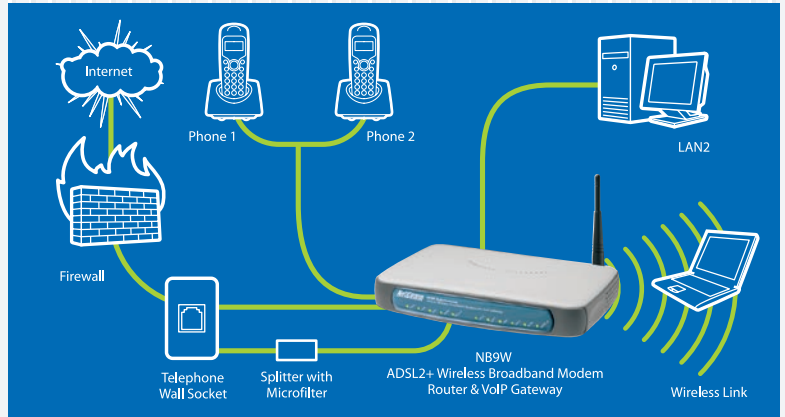 Internet
Phone 1
Phone 2
LAN2
Firewall
Telephone
Wall Socket
Splitter with
Microfilter
NB9W
ADSL2+ Wireless Broadband Modem
Router & VoIP Gateway
Wireless Link